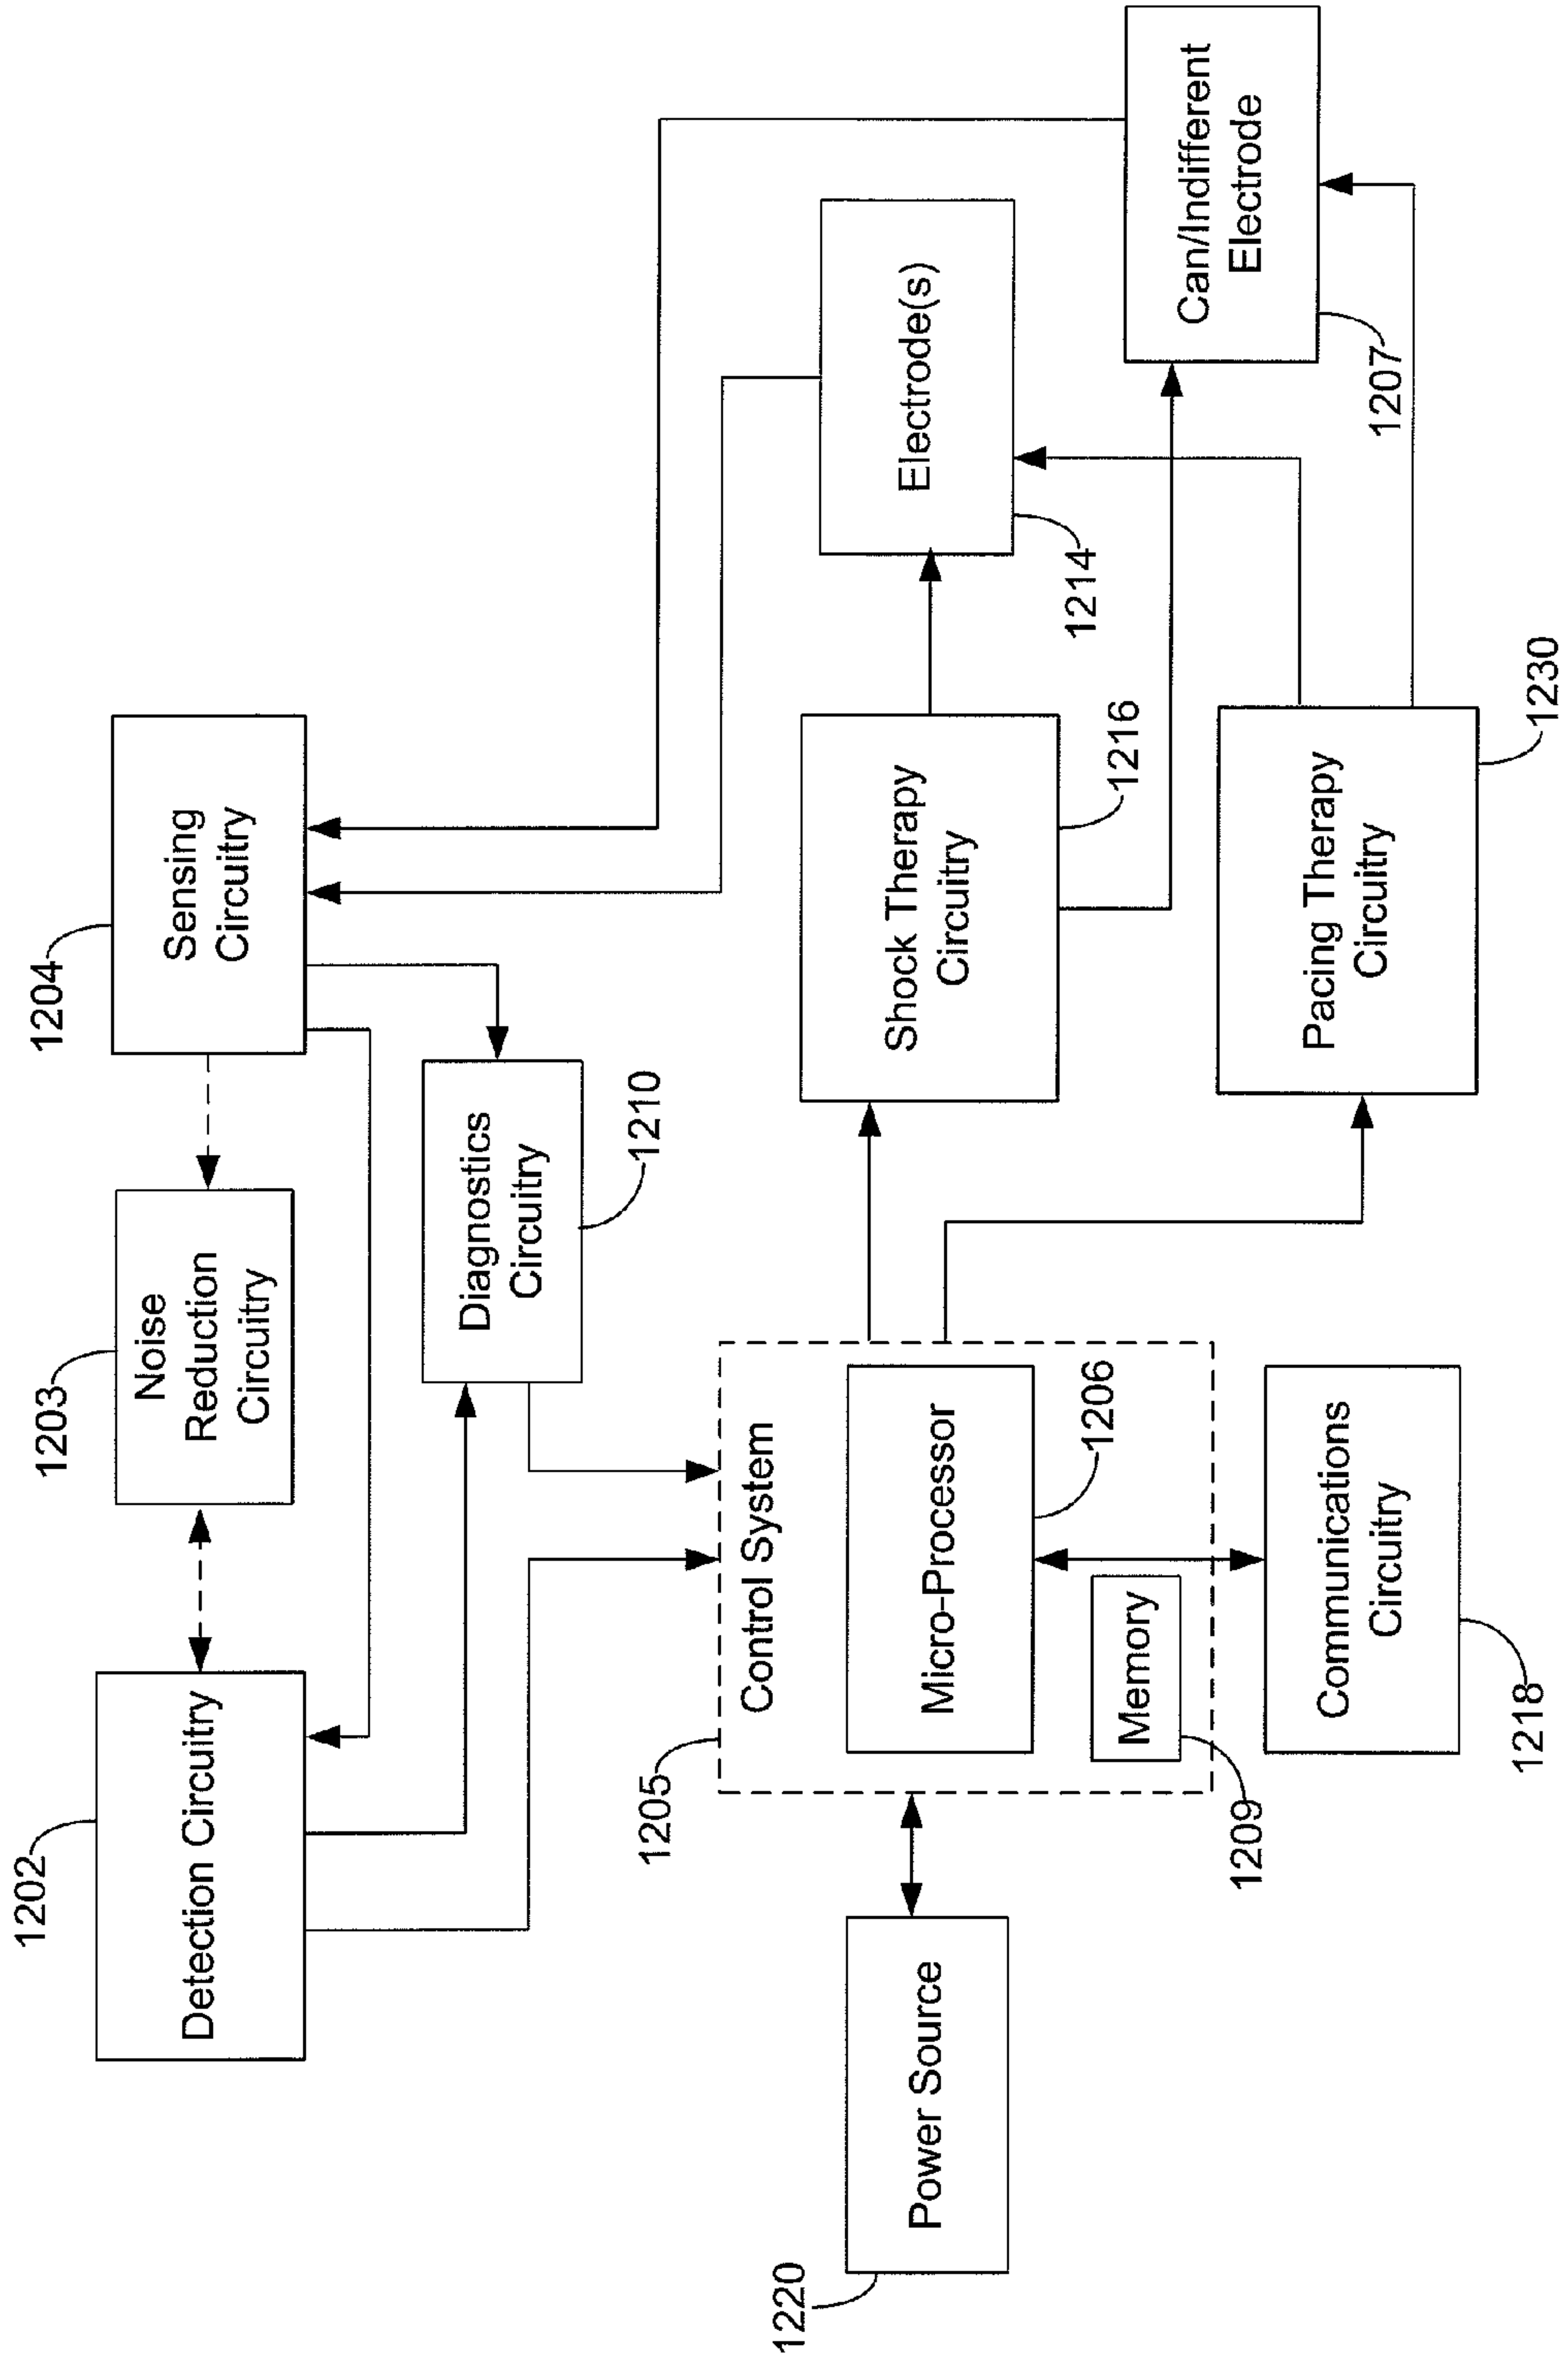 1202
Detection Circuitry
1203
Noise
Reduction
Circuitry
1204
Sensing
Circuitry
Diagnostics
Circuitry
1210
1205
Control System
Micro-Processor
1206
Memory
1209
1220
Power Source
Communications
Circuitry
1218
Shock Therapy
Circuitry
1216
Pacing Therapy
Circuitry
1230
Electrode(s)
1214
Can/Indifferent
Electrode
1207